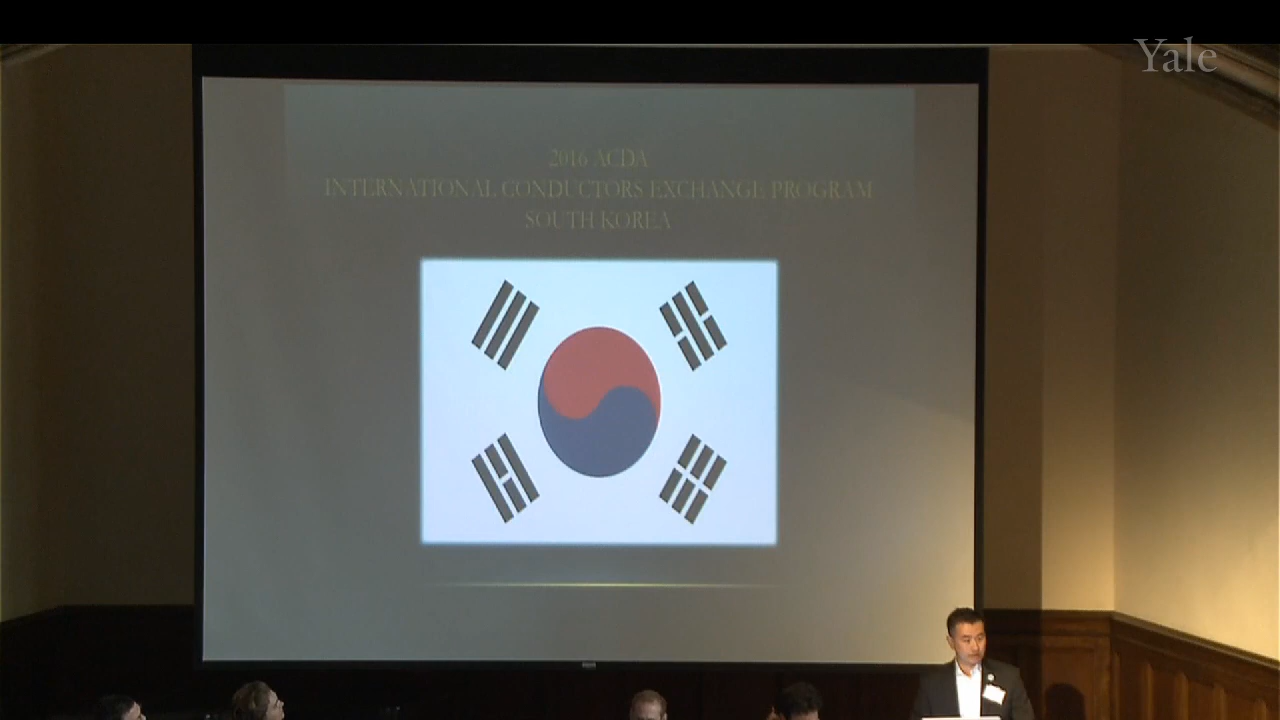 Yale
2016 ACDA
INTERNATIONAL CONDUCTORS EXCHANGE PROGRAM
SOUTH KOREA